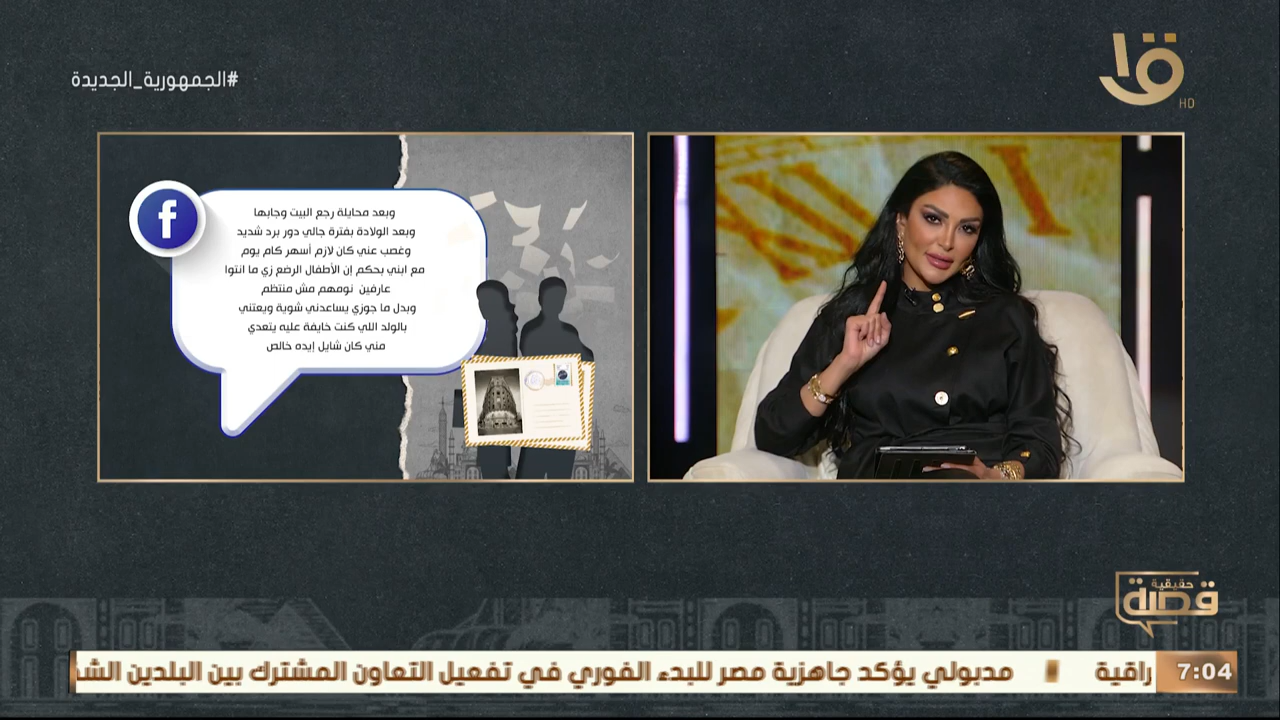 #الجمهورية_الجديدة
HD
وبعد محايلة رجع البيت وجابها
وبعد الولادة بفترة جالي دور برد شديد
وغصب عني كان لازم أسهر كام يوم
مع ابني بحكم إن الأطفال الرضع زي ما انتوا
عارفين نومهم مش منتظم
وبدل ما جوزي يساعدني شوية ويعتني
بالولد اللي كنت خايفة عليه يتعدي
مني كان شايل إيده خالص
f
قصة
حقيقية
7:04
راقية ▪ مدبولي يؤكد جاهزية مصر للبدء الفوري في تفعيل التعاون المشترك بين البلدين